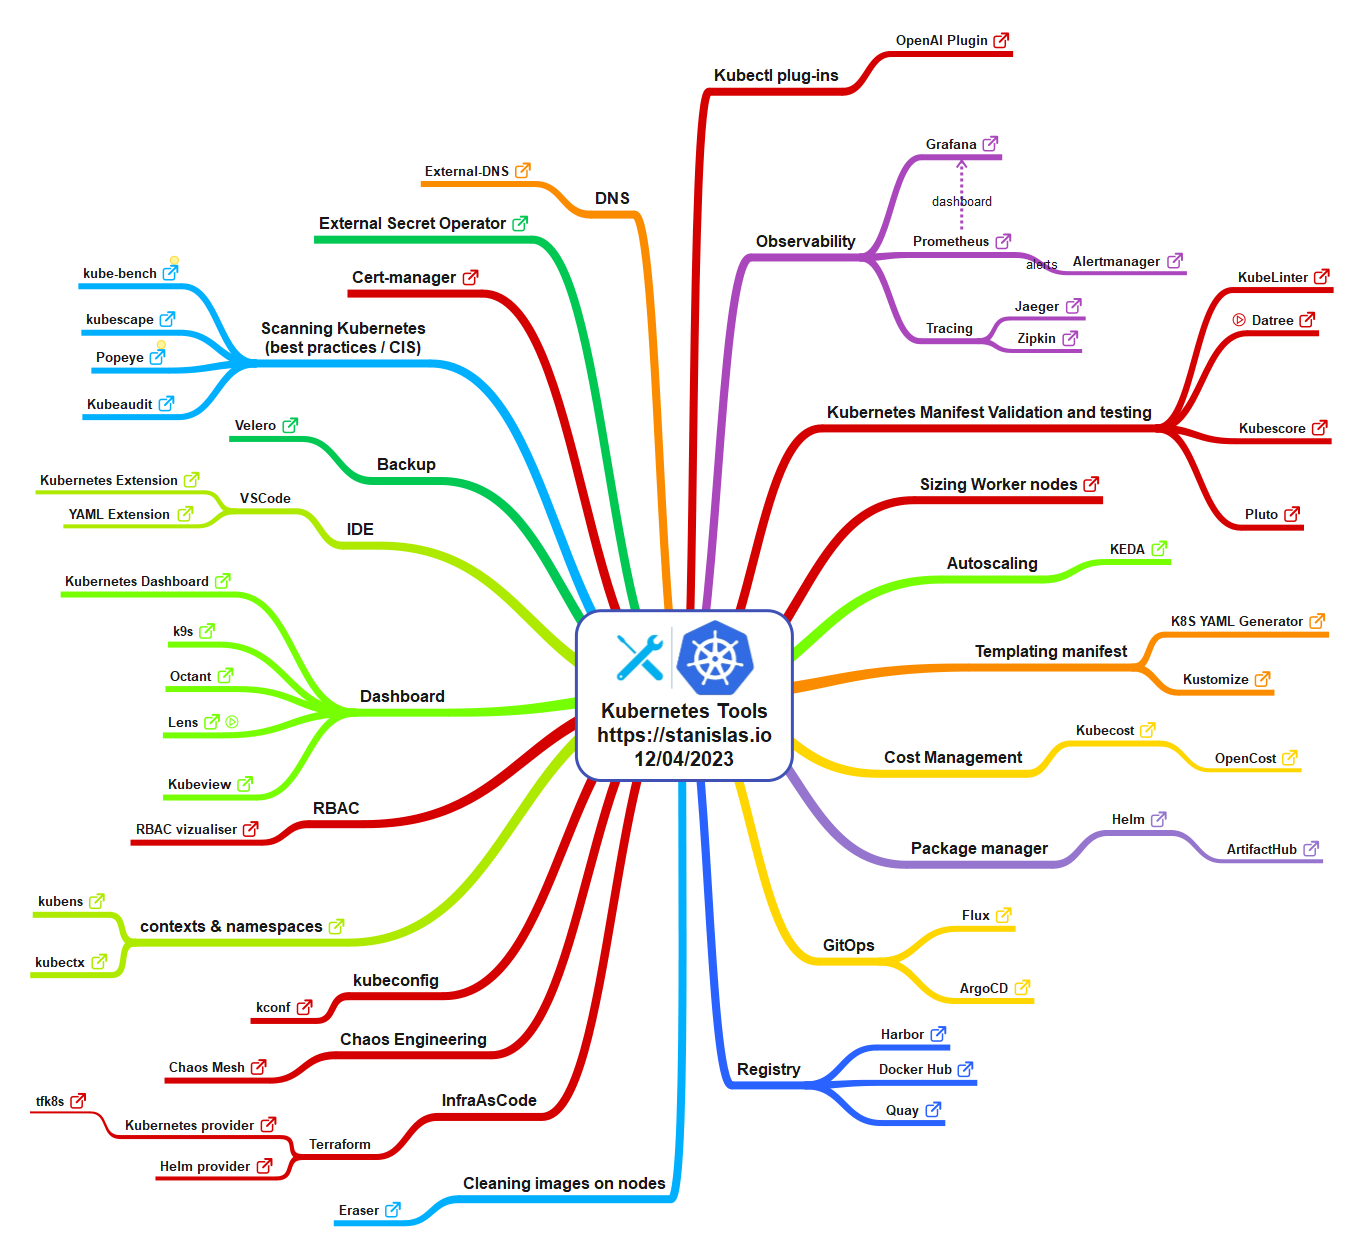 Kubernetes Tools
https://stanislas.io
12/04/2023
Kubectl plug-ins
OpenAI Plugin
Observability
Grafana
dashboard
Prometheus
alerts
Alertmanager
Tracing
Jaeger
Zipkin
Kubernetes Manifest Validation and testing
KubeLinter
Datree
Kubescore
Pluto
Sizing Worker nodes
Autoscaling
KEDA
Templating manifest
K8S YAML Generator
Kustomize
Cost Management
Kubecost
OpenCost
Package manager
Helm
ArtifactHub
GitOps
Flux
ArgoCD
Registry
Harbor
Docker Hub
Quay
DNS
External-DNS
External Secret Operator
Cert-manager
Scanning Kubernetes
(best practices / CIS)
kube-bench
kubescape
Popeye
Kubeaudit
Backup
Velero
IDE
VSCode
Kubernetes Extension
YAML Extension
Dashboard
Kubernetes Dashboard
k9s
Octant
Lens
Kubeview
RBAC
RBAC vizualiser
contexts & namespaces
kubens
kubectx
kubeconfig
kconf
Chaos Engineering
Chaos Mesh
InfraAsCode
Terraform
Kubernetes provider
tfk8s
Helm provider
Cleaning images on nodes
Eraser